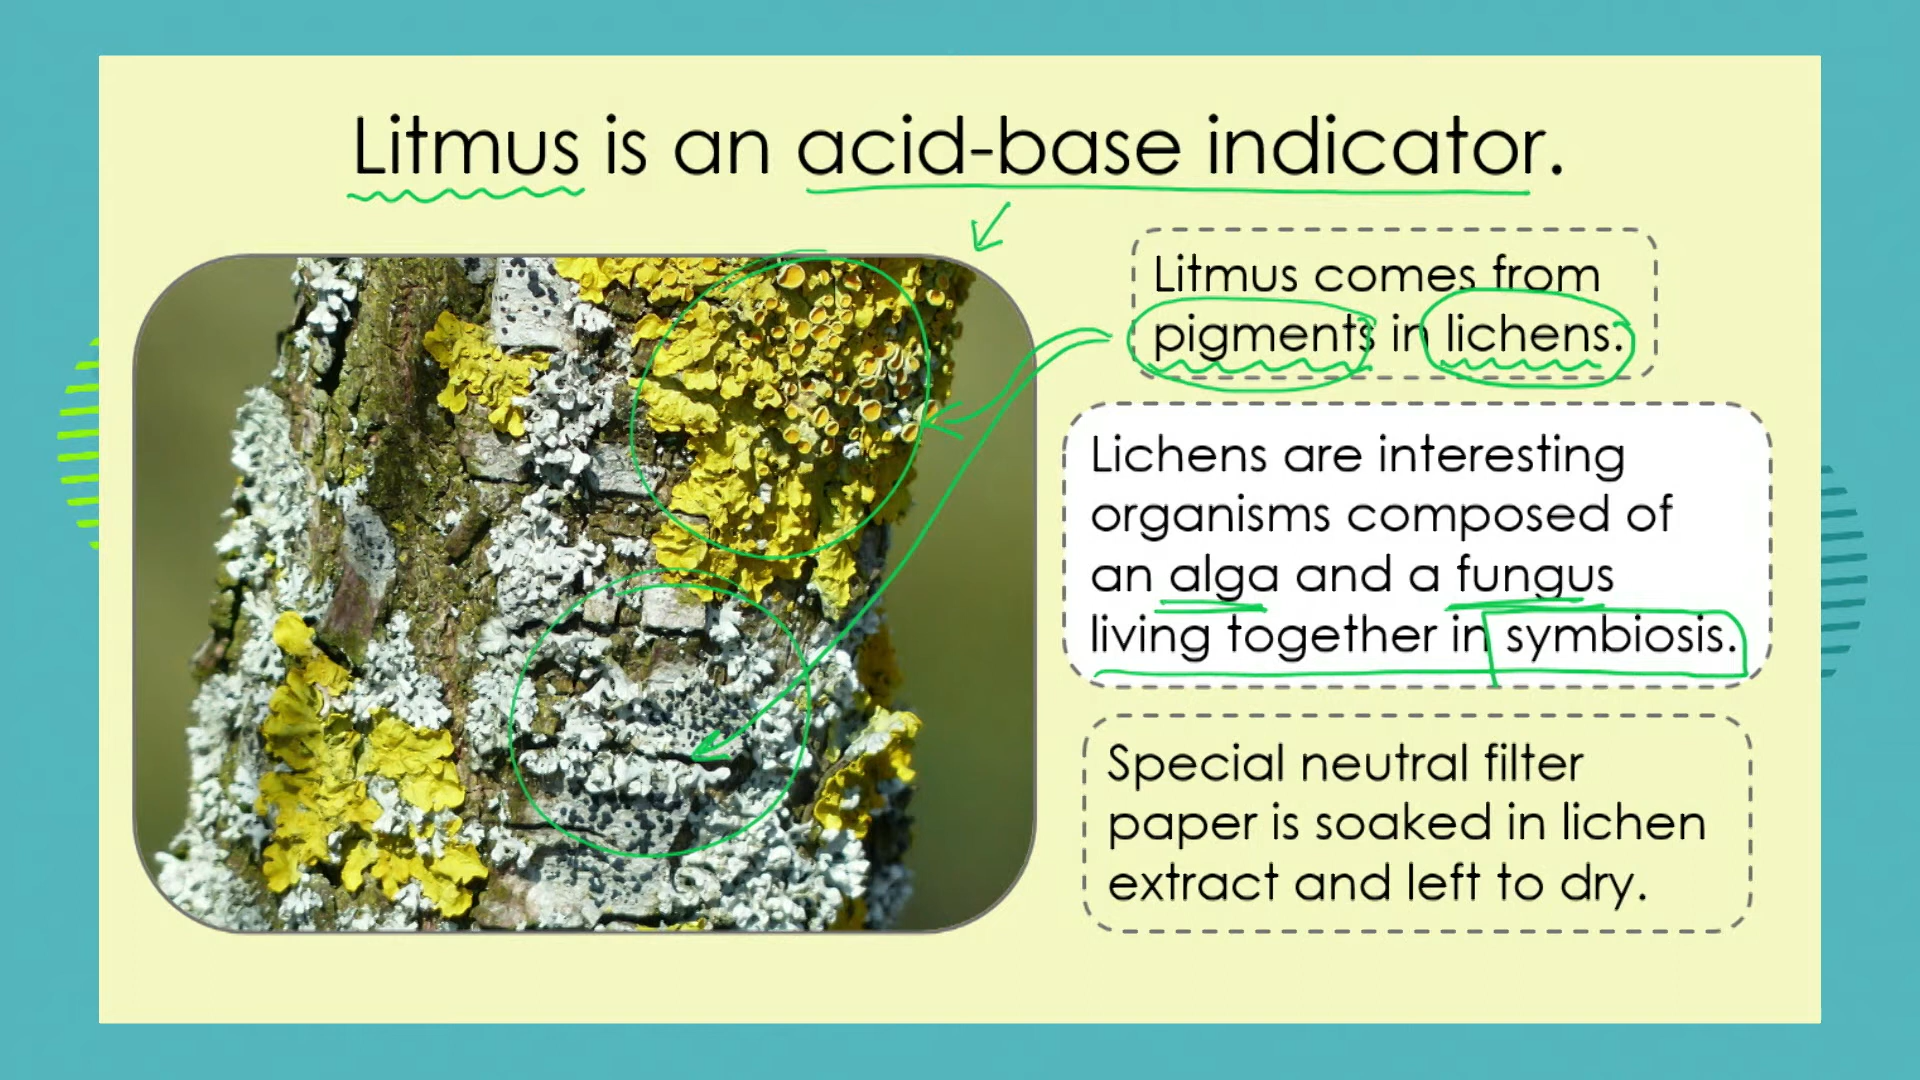 Litmus is an acid-base indicator.
Litmus comes from
pigments in lichens.
Lichens are interesting
organisms composed of
an alga and a fungus
living together in symbiosis.
Special neutral filter
paper is soaked in lichen
extract and left to dry.